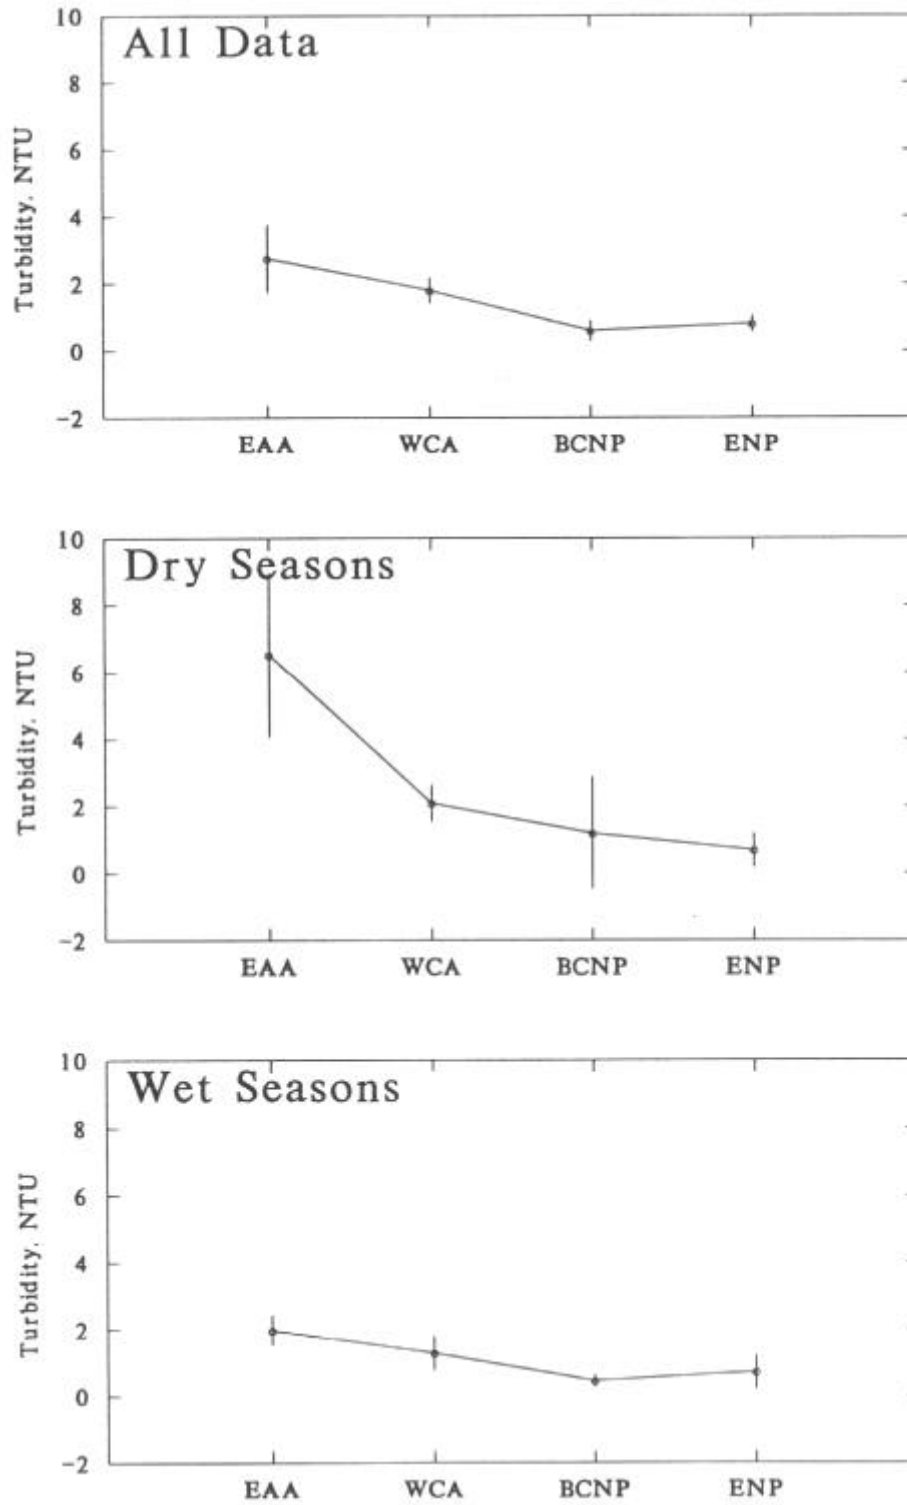 All Data
10
8
6
4
2
0
−2
Turbidity, NTU
EAA WCA BCNP ENP
Dry Seasons
10
8
6
4
2
0
−2
Turbidity, NTU
EAA WCA BCNP ENP
Wet Seasons
10
8
6
4
2
0
−2
Turbidity, NTU
EAA WCA BCNP ENP